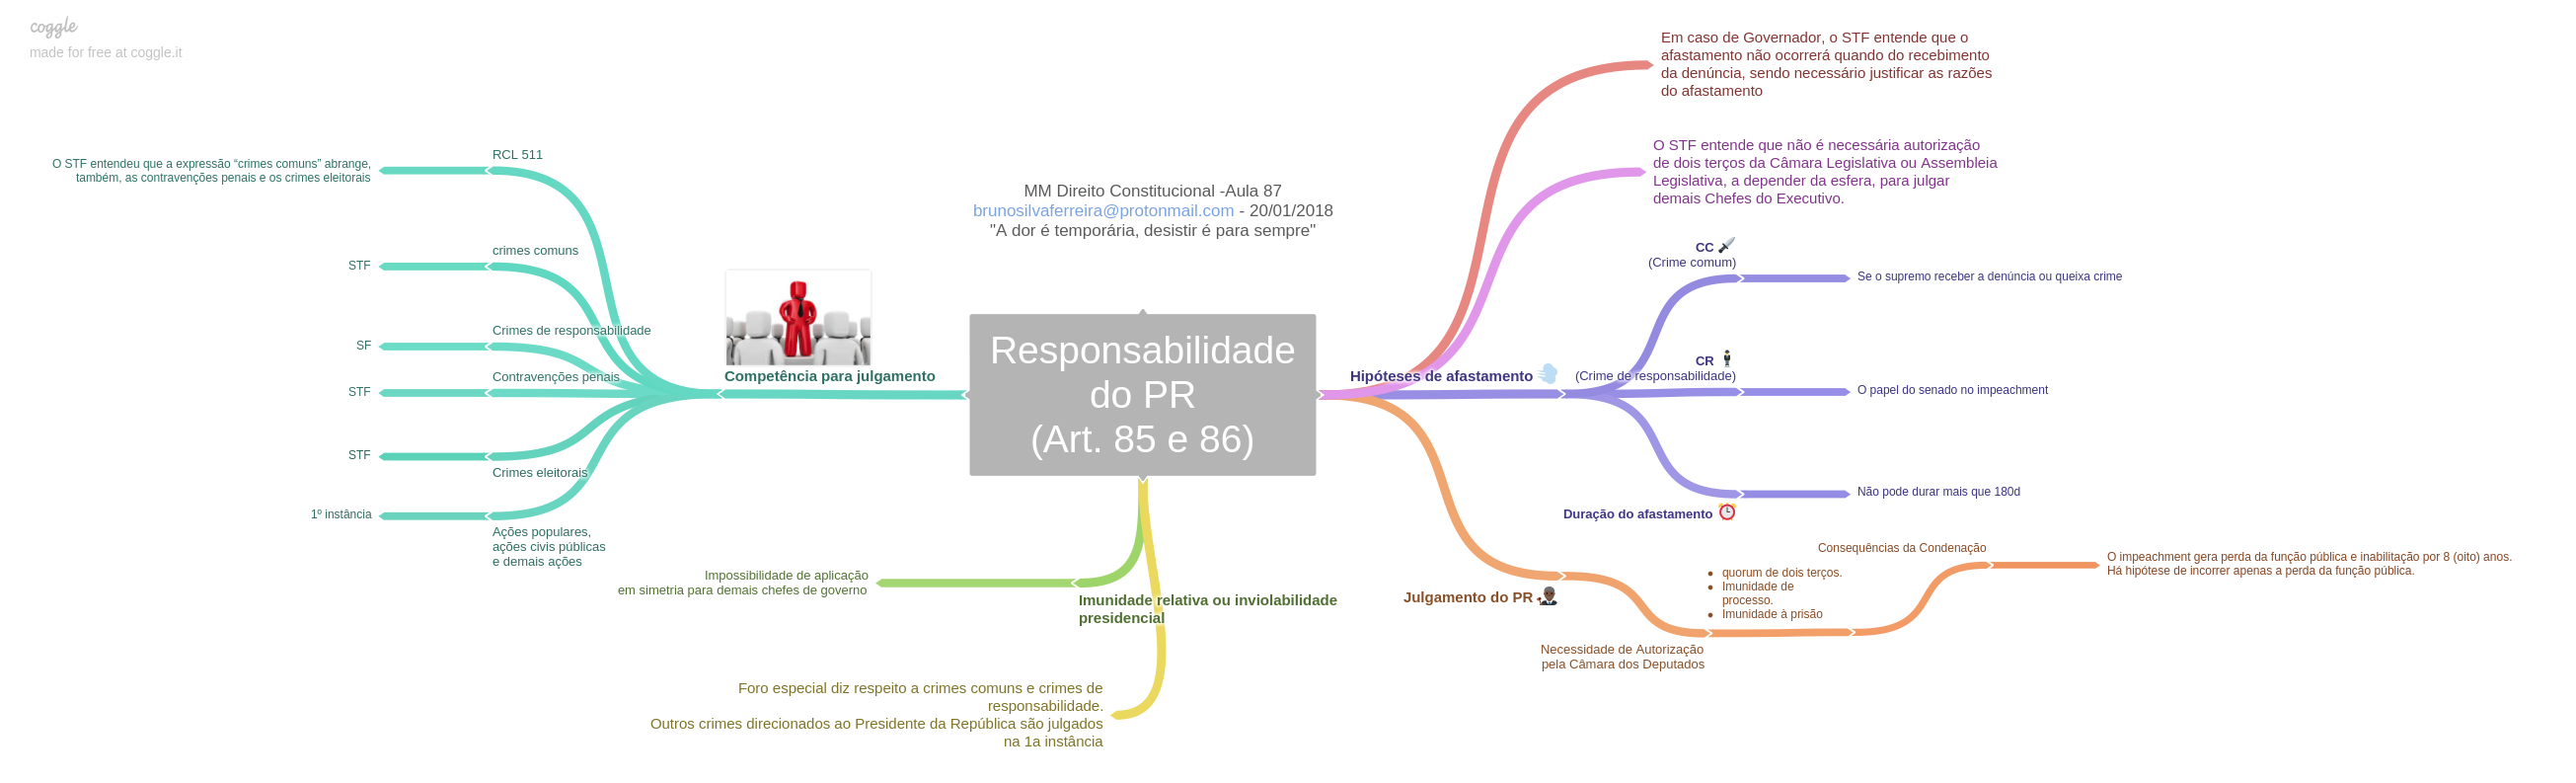 coggle
made for free at coggle.it
MM Direito Constitucional -Aula 87
brunosilvaferreira@protonmail.com - 20/01/2018
"A dor é temporária, desistir é para sempre"
Responsabilidade
do PR
(Art. 85 e 86)
Competência para julgamento
RCL 511
O STF entendeu que a expressão “crimes comuns” abrange,
também, as contravenções penais e os crimes eleitorais
crimes comuns
STF
Crimes de responsabilidade
SF
Contravenções penais
STF
Crimes eleitorais
STF
Ações populares,
ações civis públicas
e demais ações
1º instância
Imunidade relativa ou inviolabilidade
presidencial
Impossibilidade de aplicação
em simetria para demais chefes de governo
Foro especial diz respeito a crimes comuns e crimes de
responsabilidade.
Outros crimes direcionados ao Presidente da República são julgados
na 1a instância
Em caso de Governador, o STF entende que o
afastamento não ocorrerá quando do recebimento
da denúncia, sendo necessário justificar as razões
do afastamento
O STF entende que não é necessária autorização
de dois terços da Câmara Legislativa ou Assembleia
Legislativa, a depender da esfera, para julgar
demais Chefes do Executivo.
Hipóteses de afastamento
CC
(Crime comum)
Se o supremo receber a denúncia ou queixa crime
CR
(Crime de responsabilidade)
O papel do senado no impeachment
Duração do afastamento
Não pode durar mais que 180d
Julgamento do PR
Necessidade de Autorização
pela Câmara dos Deputados
• quorum de dois terços.
• Imunidade de
processo.
• Imunidade à prisão
Consequências da Condenação
O impeachment gera perda da função pública e inabilitação por 8 (oito) anos.
Há hipótese de incorrer apenas a perda da função pública.